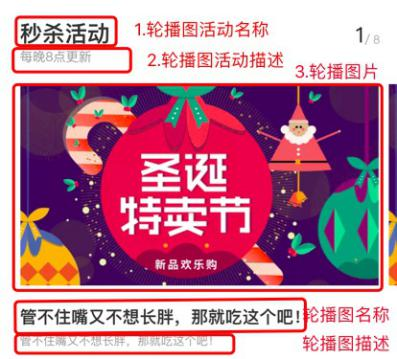 秒杀活动
1.轮播图活动名称
1/8
每晚8点更新
2.轮播图活动描述
3.轮播图片
圣诞
特卖节
新品欢乐购
管不住嘴又不想长胖，那就吃这个吧！
轮播图名称
管不住嘴又不想长胖，那就吃这个吧！
轮播图描述